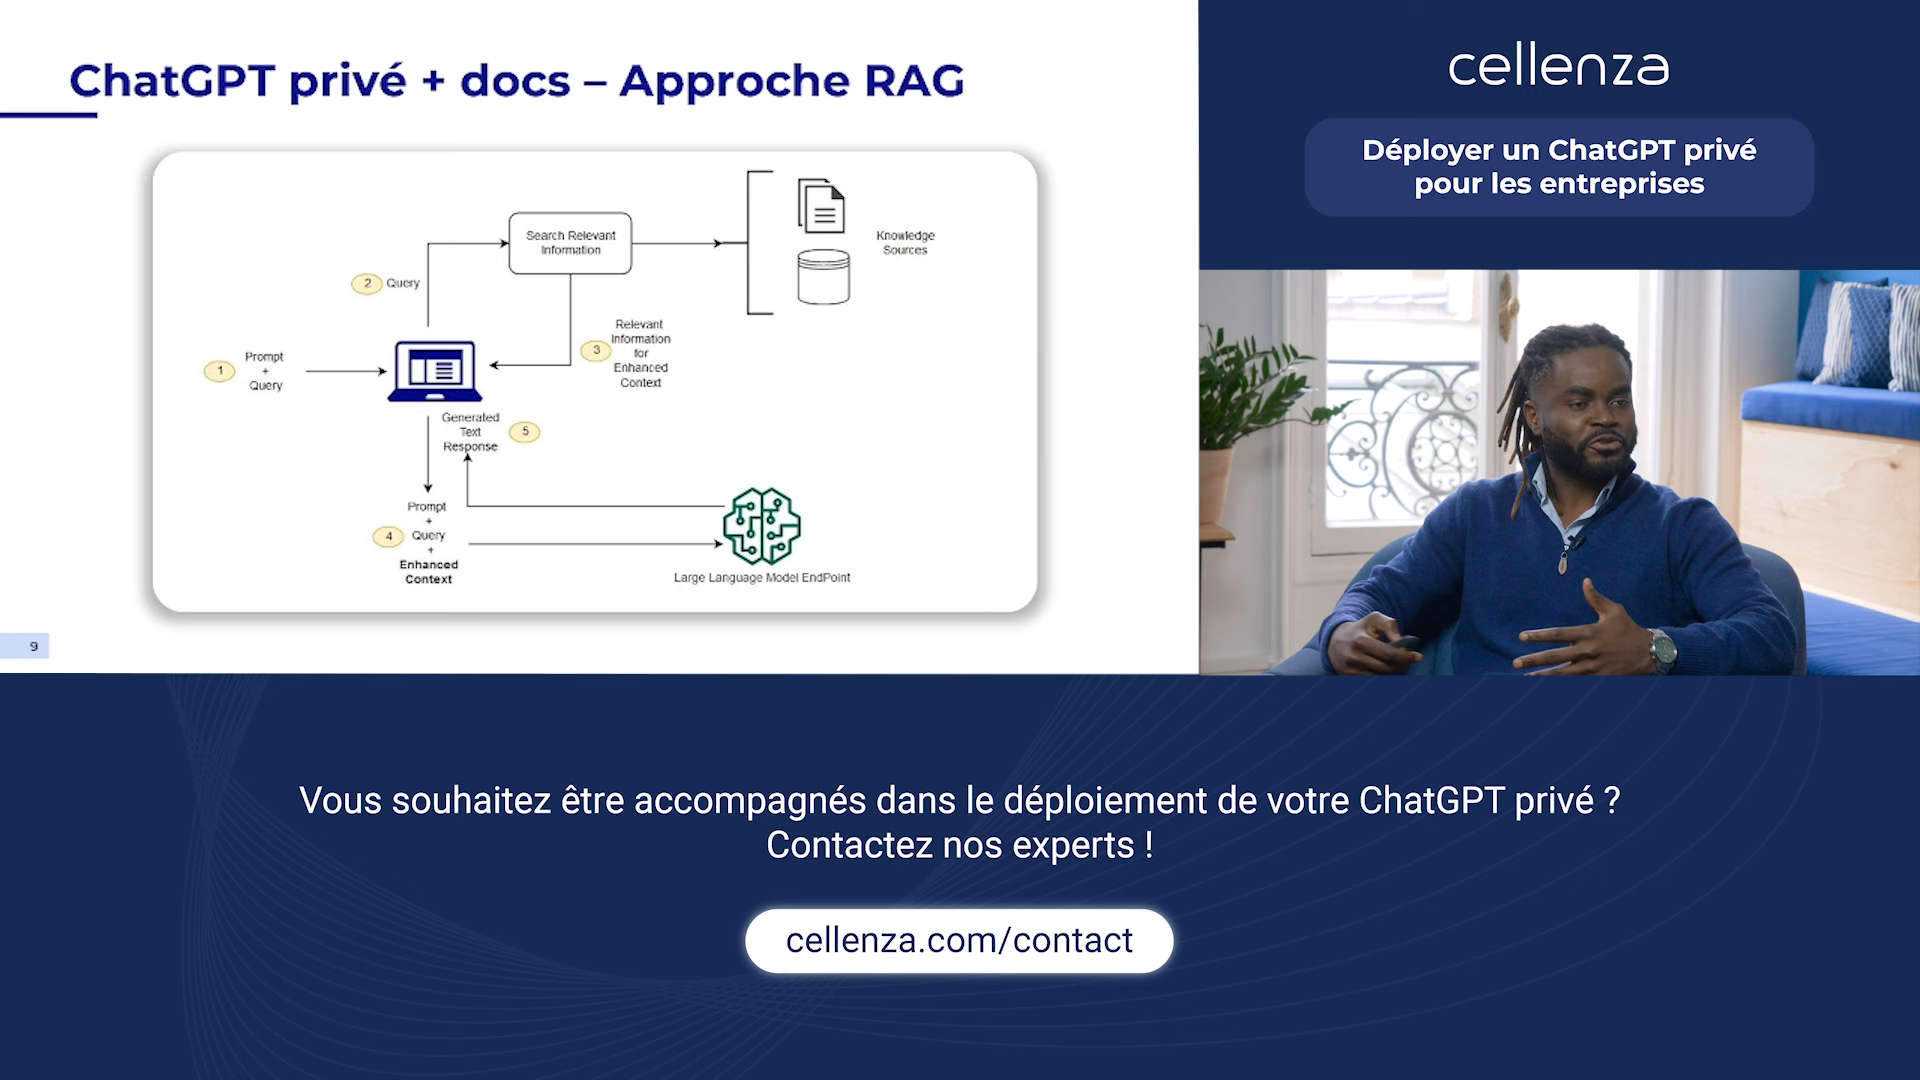 ChatGPT privé + docs – Approche RAG
Search Relevant
Information
Knowledge
Sources
2
Query
Relevant
Information
for
Enhanced
Context
3
1
Prompt
+
Query
Generated
Text
Response
5
Prompt
+
Query
+
Enhanced
Context
4
Large Language Model EndPoint
9
cellenza
Déployer un ChatGPT privé
pour les entreprises
Vous souhaitez être accompagnés dans le déploiement de votre ChatGPT privé ?
Contactez nos experts !
cellenza.com/contact